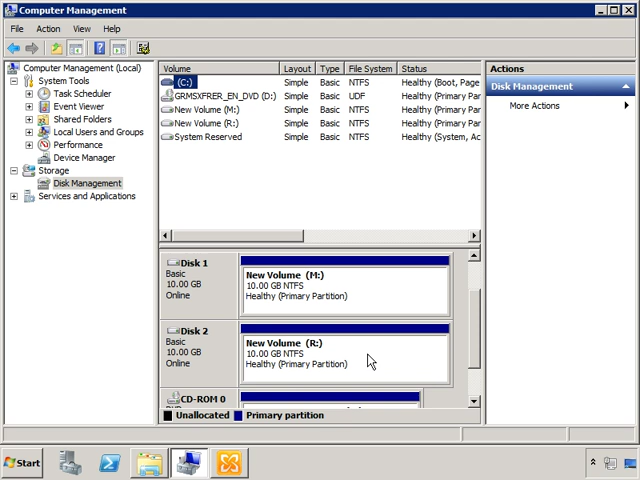 Computer Management
File Action View Help
Computer Management (Local)
System Tools
Task Scheduler
Event Viewer
Shared Folders
Local Users and Groups
Performance
Device Manager
Storage
Disk Management
Services and Applications
Volume Layout Type File System Status
(C:) Simple Basic NTFS Healthy (Boot, Page
GRMSXFRER_EN_DVD (D:) Simple Basic UDF Healthy (Primary Par
New Volume (M:) Simple Basic NTFS Healthy (Primary Par
New Volume (R:) Simple Basic NTFS Healthy (Primary Par
System Reserved Simple Basic NTFS Healthy (System, Ac
Disk 1
Basic
10.00 GB
Online
New Volume (M:)
10.00 GB NTFS
Healthy (Primary Partition)
Disk 2
Basic
10.00 GB
Online
New Volume (R:)
10.00 GB NTFS
Healthy (Primary Partition)
CD-ROM 0
Unallocated Primary partition
Actions
Disk Management
More Actions
Start